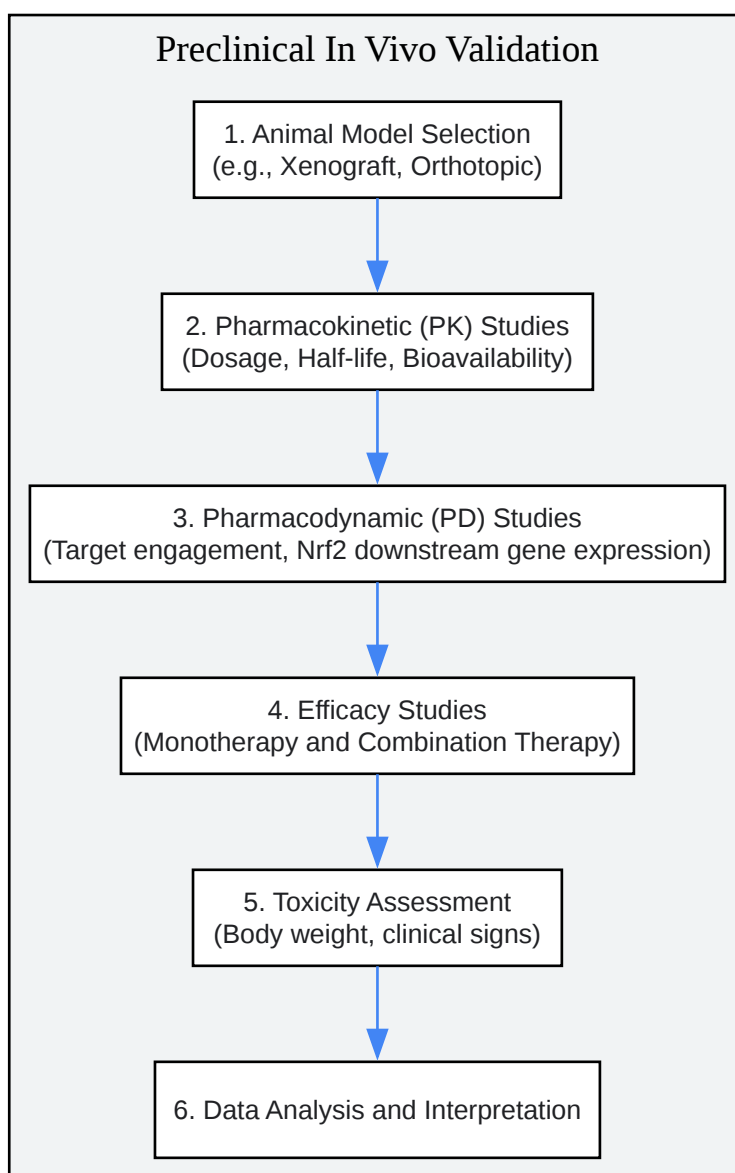 Preclinical In Vivo Validation
1. Animal Model Selection
(e.g., Xenograft, Orthotopic)
2. Pharmacokinetic (PK) Studies
(Dosage, Half-life, Bioavailability)
3. Pharmacodynamic (PD) Studies
(Target engagement, Nrf2 downstream gene expression)
4. Efficacy Studies
(Monotherapy and Combination Therapy)
5. Toxicity Assessment
(Body weight, clinical signs)
6. Data Analysis and Interpretation